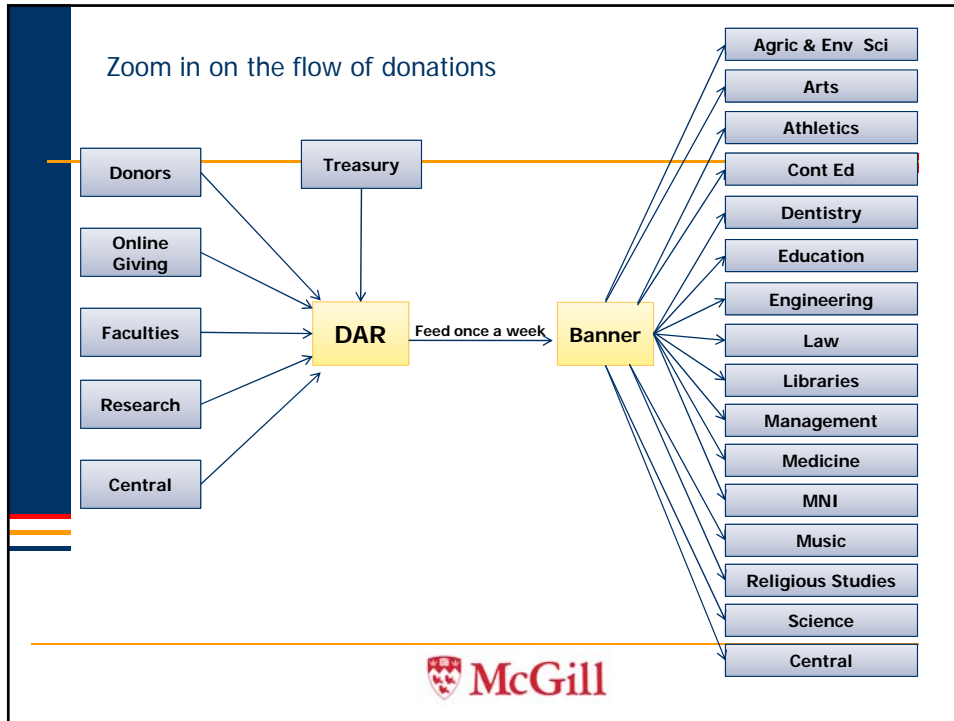 Zoom in on the flow of donations
Donors
Online
Giving
Faculties
Research
Central
Treasury
DAR
Feed once a week
Banner
Agric & Env Sci
Arts
Athletics
Cont Ed
Dentistry
Education
Engineering
Law
Libraries
Management
Medicine
MNI
Music
Religious Studies
Science
Central
McGill